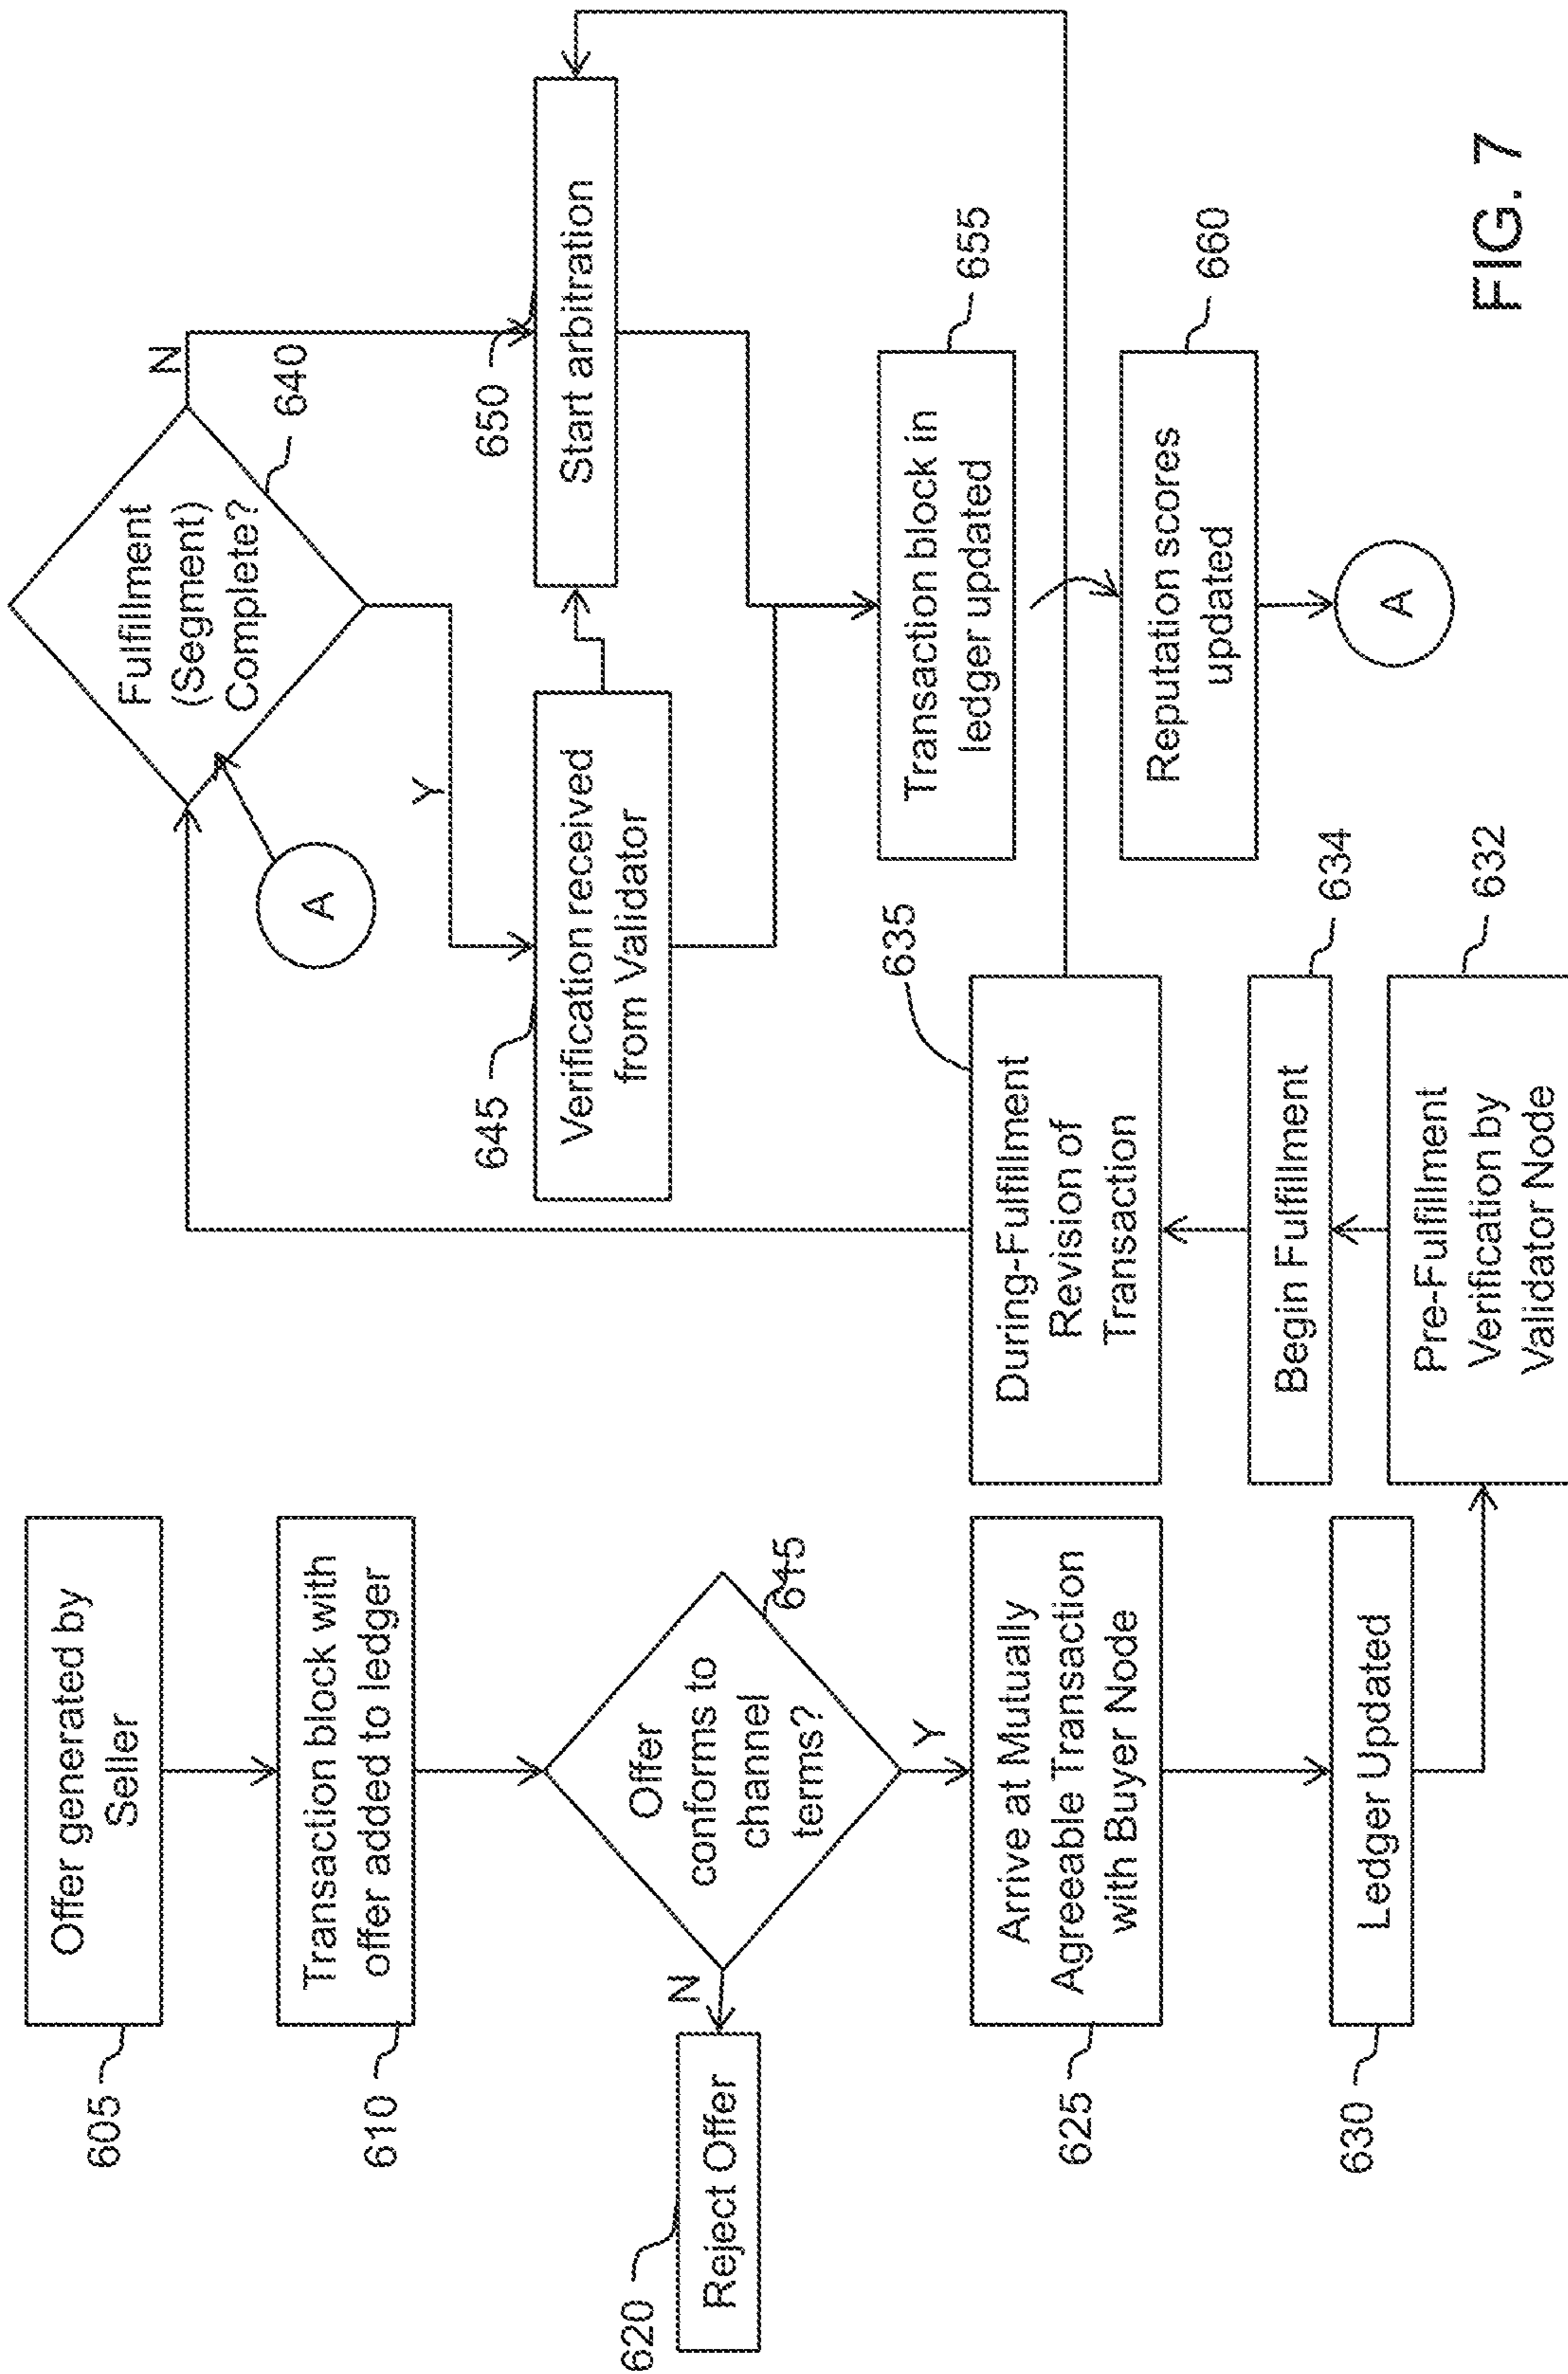 605
Offer generated by
Seller
610
Transaction block with
offer added to ledger
Offer
conforms to
channel
terms?
615
N
620
Reject Offer
Y
625
Arrive at Mutually
Agreeable Transaction
with Buyer Node
630
Ledger Updated
Pre-Fulfillment
Verification by
Validator Node
632
Begin Fulfillment
634
During-Fulfillment
Revision of
Transaction
635
A
Fulfillment
(Segment)
Complete?
640
N
Y
645
Verification received
from Validator
650
Start arbitration
Transaction block in
ledger updated
655
Reputation scores
updated
660
A
FIG. 7